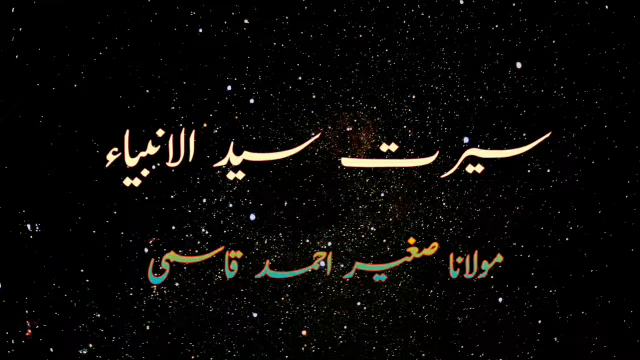 سیرت سید الانبیاء
مولانا صغیر احمد قاسمی